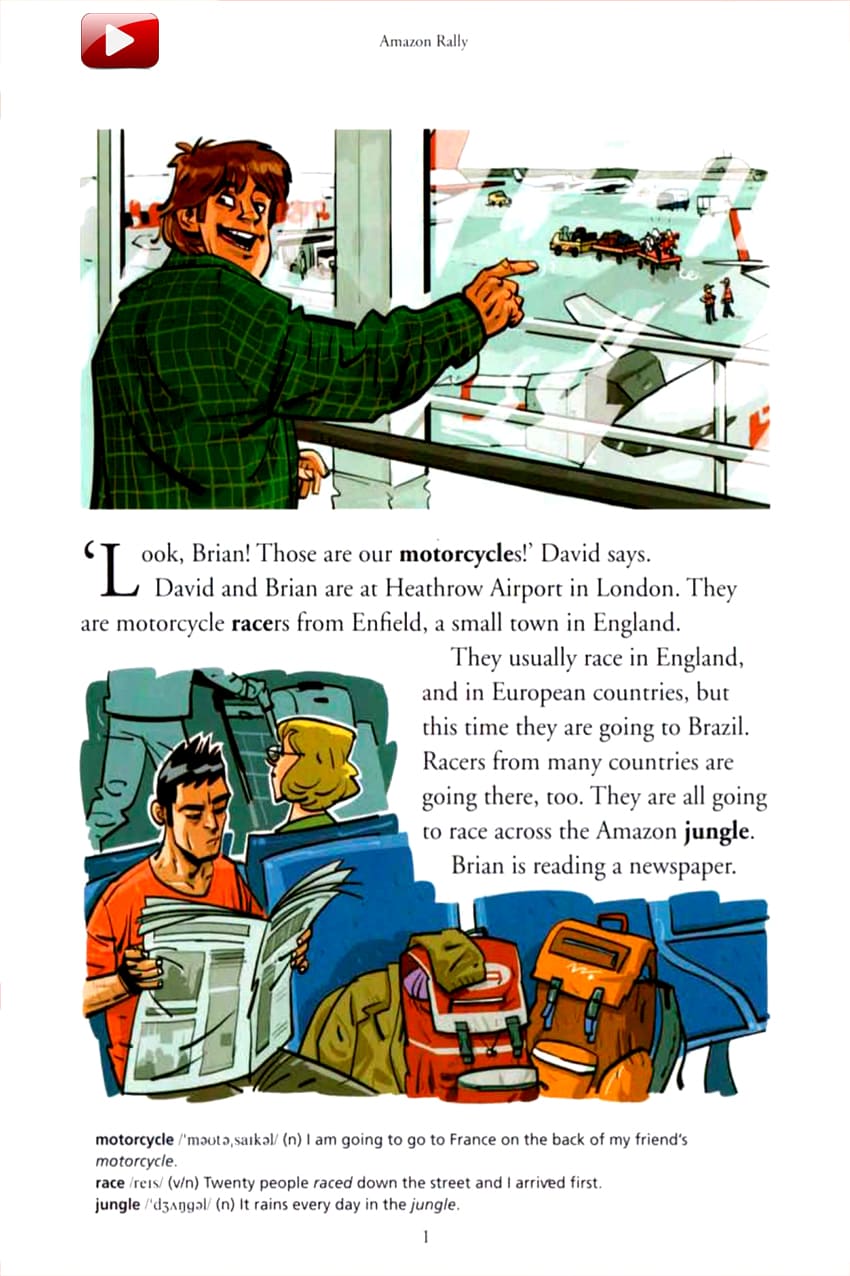 Amazon Rally
‘Look, Brian! Those are our motorcycles!’ David says.
David and Brian are at Heathrow Airport in London. They
are motorcycle racers from Enfield, a small town in England.
They usually race in England,
and in European countries, but
this time they are going to Brazil.
Racers from many countries are
going there, too. They are all going
to race across the Amazon jungle.
Brian is reading a newspaper.
motorcycle /ˈməʊtəˌsaɪkəl/ (n) I am going to go to France on the back of my friend's
motorcycle.
race /reɪs/ (v/n) Twenty people raced down the street and I arrived first.
jungle /ˈdʒʌŋgəl/ (n) It rains every day in the jungle.
1